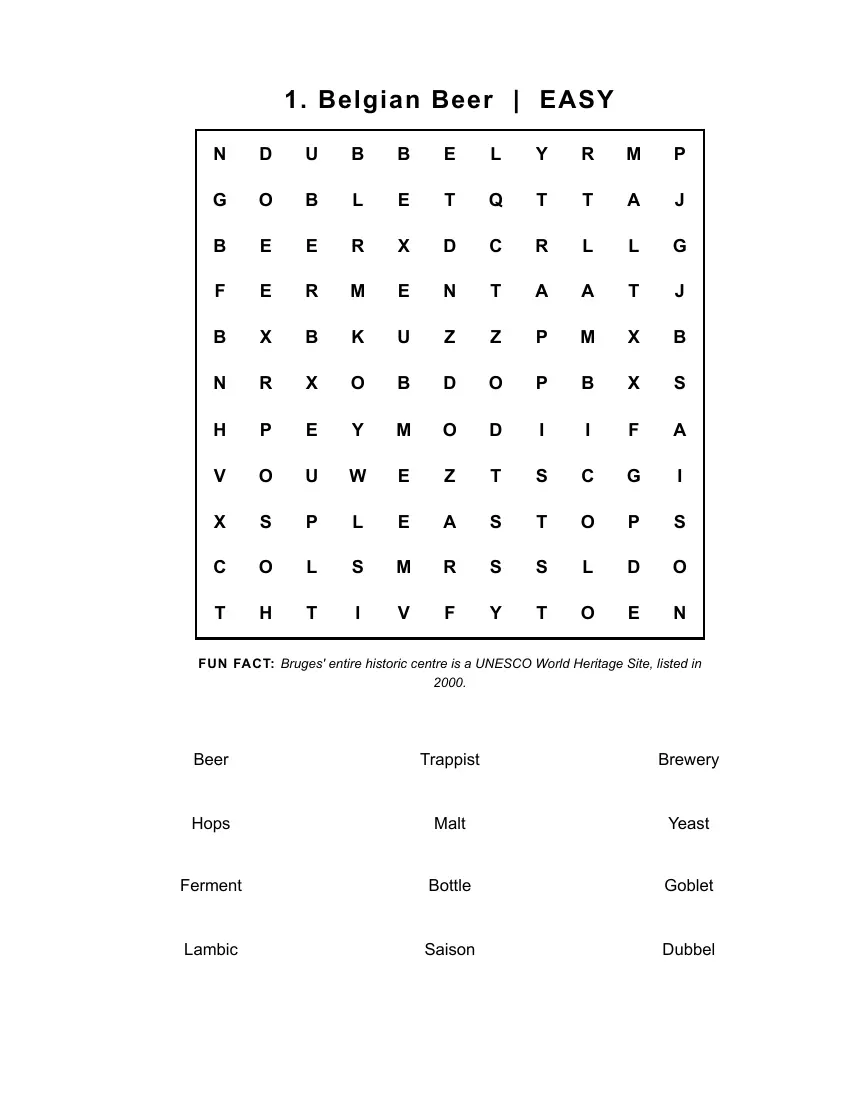 1. Belgian Beer | EASY
N D U B B E L Y R M P
G O B L E T Q T T A J
B E E R X D C R L L G
F E R M E N T A A T J
B X B K U Z Z P M X B
N R X O B D O P B X S
H P E Y M O D I I F A
V O U W E Z T S C G I
X S P L E A S T O P S
C O L S M R S S L D O
T H T I V F Y T O E N
FUN FACT: Bruges' entire historic centre is a UNESCO World Heritage Site, listed in
2000.
Beer Trappist Brewery
Hops Malt Yeast
Ferment Bottle Goblet
Lambic Saison Dubbel